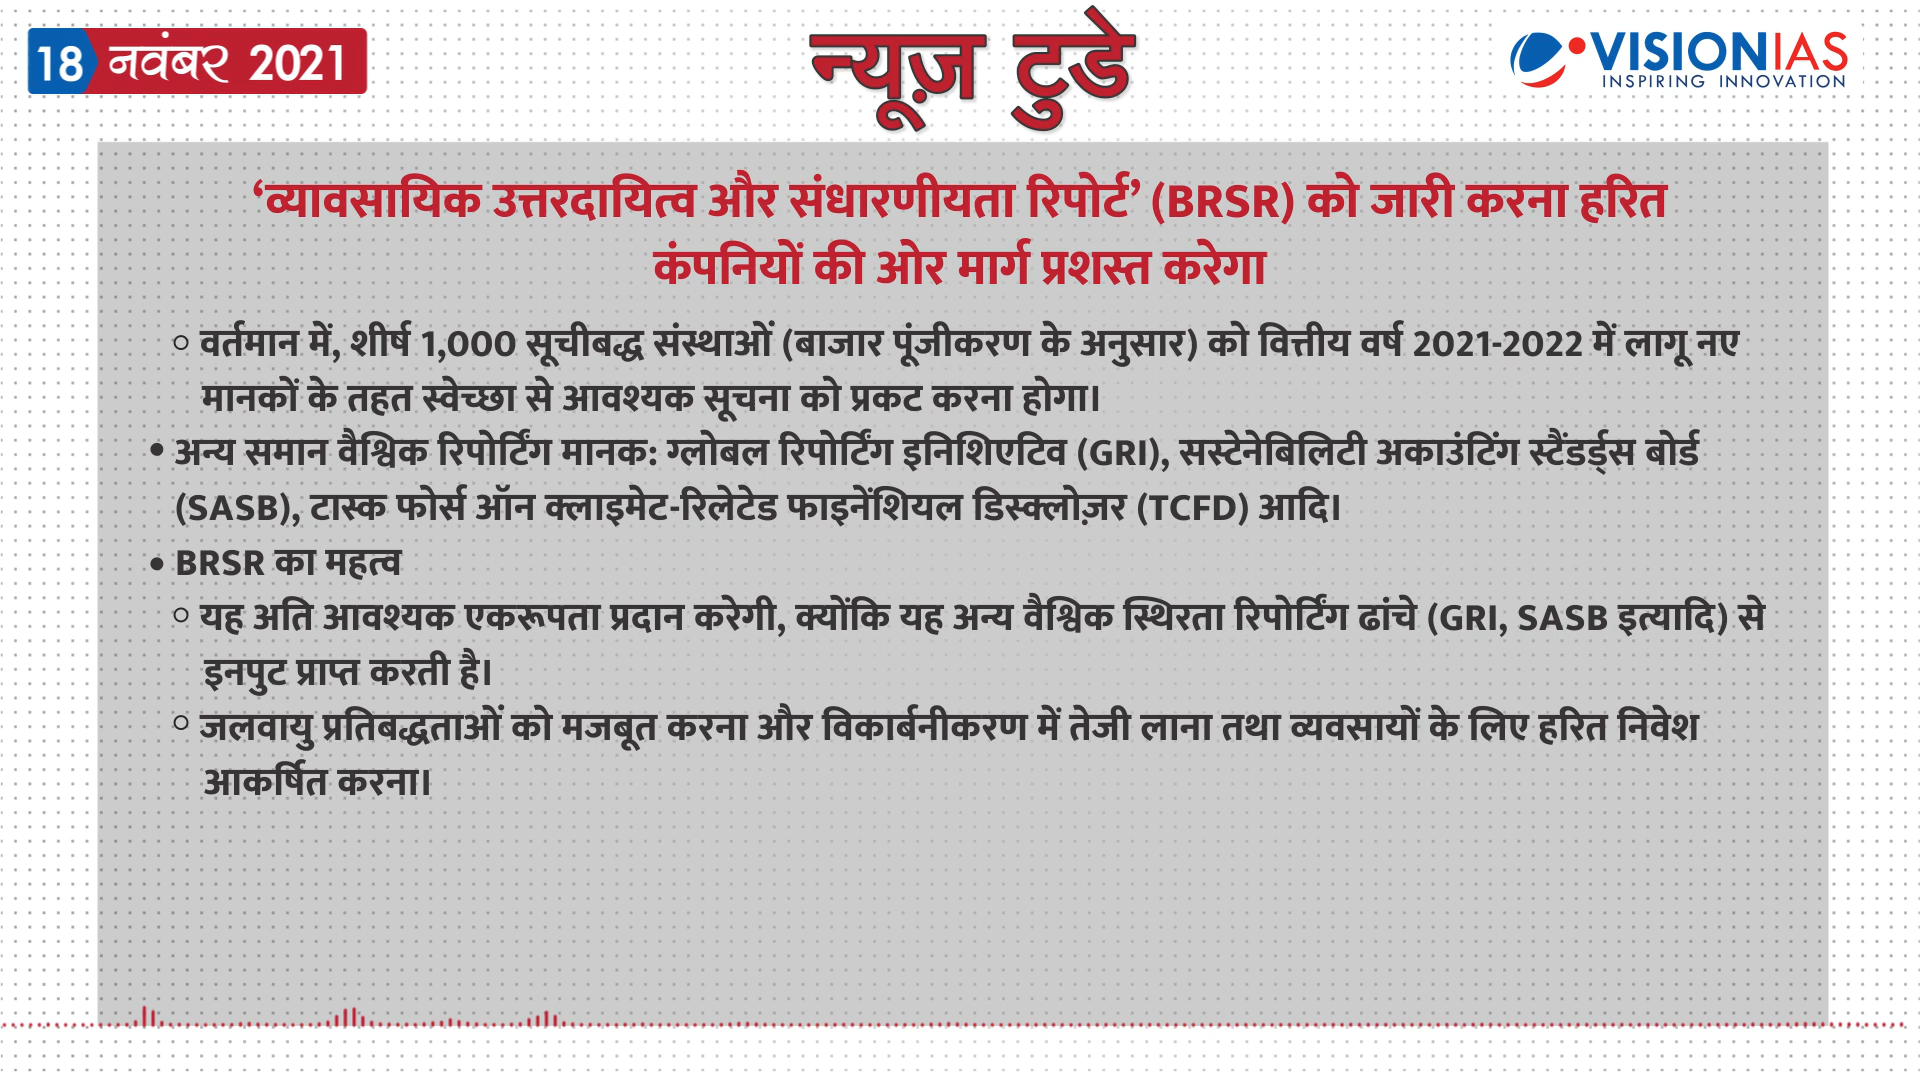 18 नवंबर 2021
न्यूज़ टुडे
VISIONIAS
INSPIRING INNOVATION
‘व्यावसायिक उत्तरदायित्व और संधारणीयता रिपोर्ट’ (BRSR) को जारी करना हरित
कंपनियों की ओर मार्ग प्रशस्त करेगा
○ वर्तमान में, शीर्ष 1,000 सूचीबद्ध संस्थाओं (बाजार पूंजीकरण के अनुसार) को वित्तीय वर्ष 2021-2022 में लागू नए
मानकों के तहत स्वेच्छा से आवश्यक सूचना को प्रकट करना होगा।
• अन्य समान वैश्विक रिपोर्टिंग मानक: ग्लोबल रिपोर्टिंग इनिशिएटिव (GRI), सस्टेनेबिलिटी अकाउंटिंग स्टैंडर्ड्स बोर्ड
(SASB), टास्क फोर्स ऑन क्लाइमेट-रिलेटेड फाइनेंशियल डिस्क्लोज़र (TCFD) आदि।
• BRSR का महत्व
○ यह अति आवश्यक एकरूपता प्रदान करेगी, क्योंकि यह अन्य वैश्विक स्थिरता रिपोर्टिंग ढांचे (GRI, SASB इत्यादि) से
इनपुट प्राप्त करती है।
○ जलवायु प्रतिबद्धताओं को मजबूत करना और विकार्बनीकरण में तेजी लाना तथा व्यवसायों के लिए हरित निवेश
आकर्षित करना।